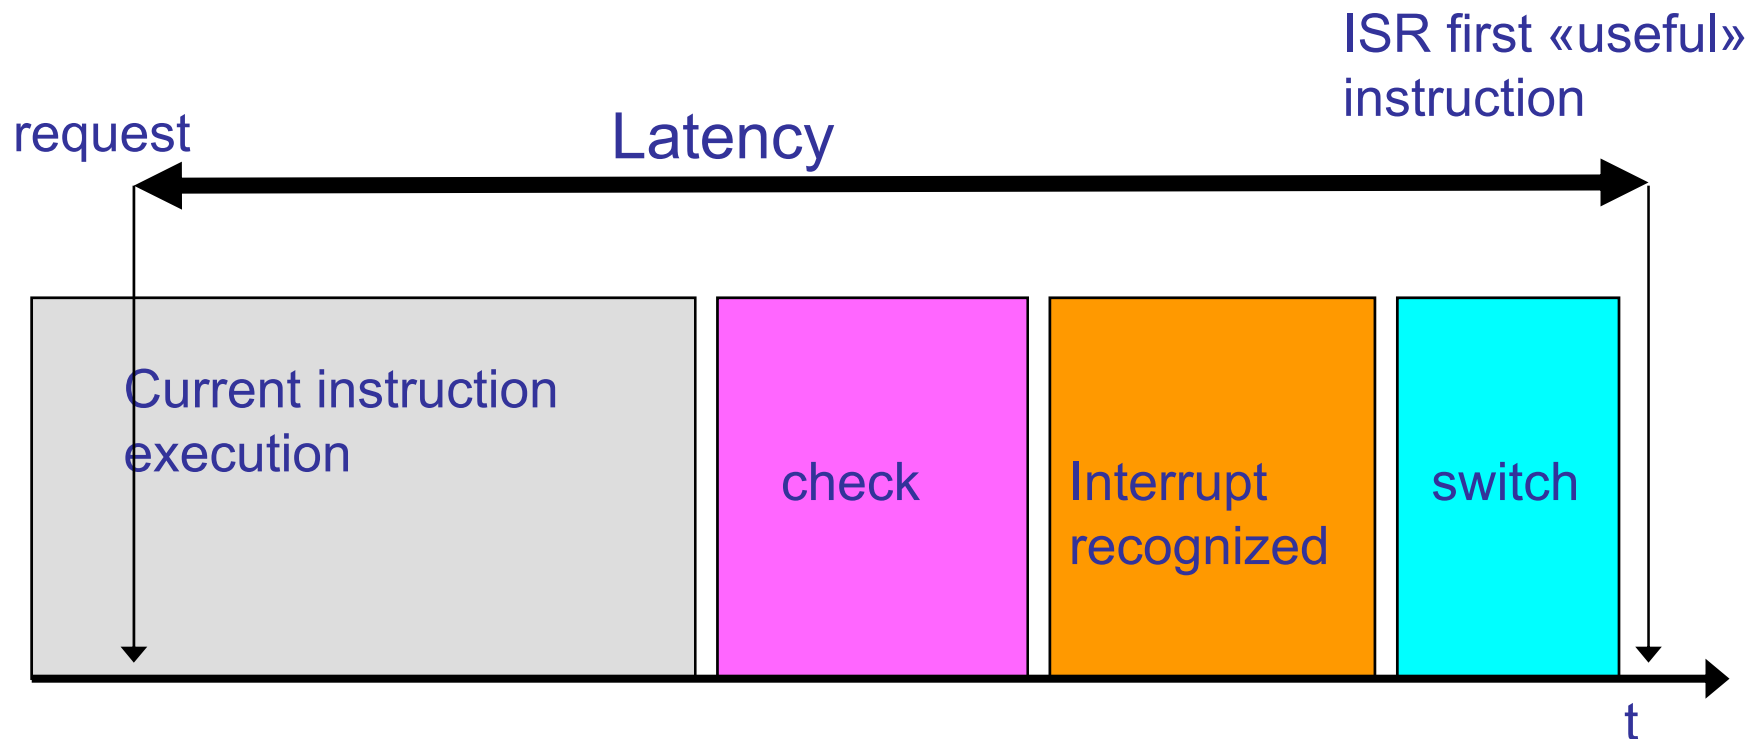 ISR first «useful»
instruction
request
Latency
Current instruction
execution
check
Interrupt
recognized
switch
t